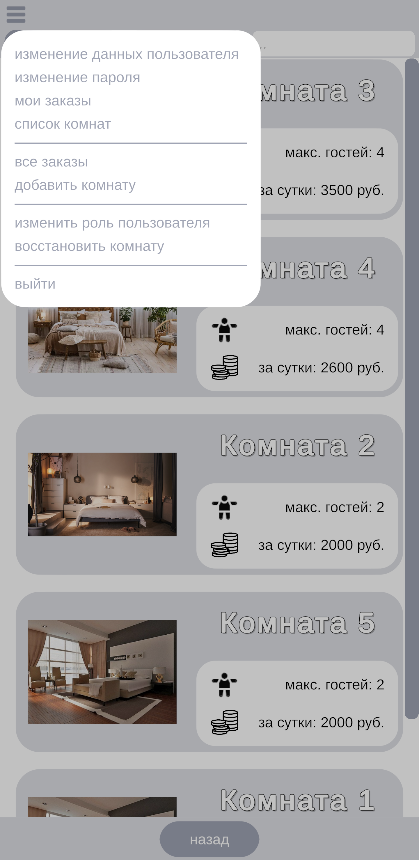 изменение данных пользователя
изменение пароля
мои заказы
список комнат
все заказы
добавить комнату
изменить роль пользователя
восстановить комнату
выйти
мната 3
макс. гостей: 4
за сутки: 3500 руб.
мната 4
макс. гостей: 4
за сутки: 2600 руб.
Комната 2
макс. гостей: 2
за сутки: 2000 руб.
Комната 5
макс. гостей: 2
за сутки: 2000 руб.
Комната 1
назад